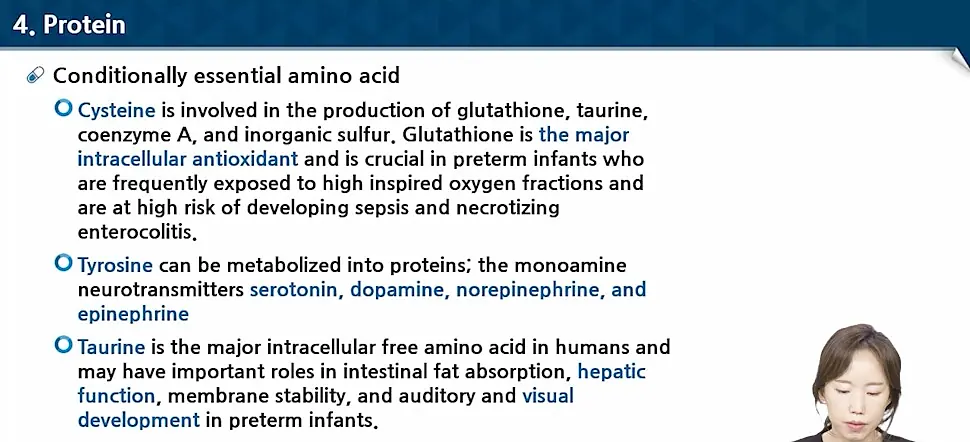 4. Protein
Conditionally essential amino acid
Cysteine is involved in the production of glutathione, taurine,
coenzyme A, and inorganic sulfur. Glutathione is the major
intracellular antioxidant and is crucial in preterm infants who
are frequently exposed to high inspired oxygen fractions and
are at high risk of developing sepsis and necrotizing
enterocolitis.
Tyrosine can be metabolized into proteins; the monoamine
neurotransmitters serotonin, dopamine, norepinephrine, and
epinephrine
Taurine is the major intracellular free amino acid in humans and
may have important roles in intestinal fat absorption, hepatic
function, membrane stability, and auditory and visual
development in preterm infants.